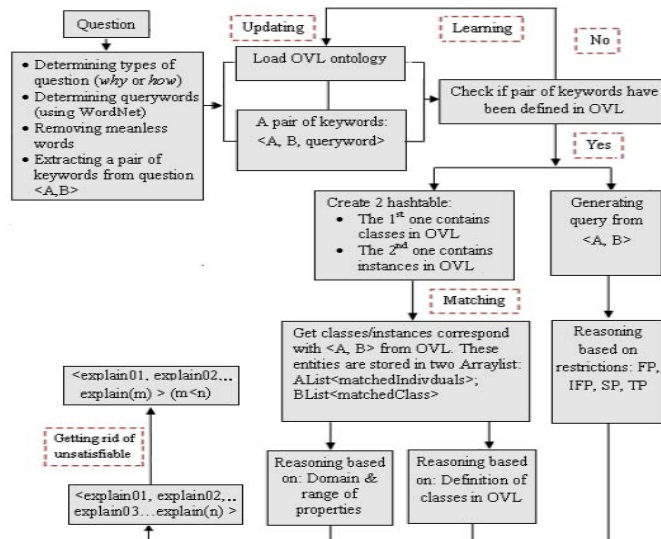 Question
Updating
Learning
No
• Determining types of
question (why or how)
• Determining querywords
(using WordNet)
• Removing meanless
words
• Extracting a pair of
keywords from question
<A,B>
Load OVL ontology
A pair of keywords:
<A, B, queryword>
Check if pair of keywords have
been defined in OVL
Yes
Create 2 hashtable:
• The 1st one contains
classes in OVL
• The 2nd one contains
instances in OVL
Generating
query from
<A, B>
Matching
Get classes/instances correspond
with <A, B> from OVL. These
entities are stored in two Arraylist:
AList<matchedIndivduals>;
BList<matchedClass>
Reasoning
based on
restrictions: FP,
IFP, SP, TP
<explain01, explain02...
explain(m) > (m<n)
Getting rid of
unsatisfiable
<explain01, explain02,..
explain03...explain(n) >
Reasoning based
on: Domain &
range of
properties
Reasoning based
on: Definition of
classes in OVL